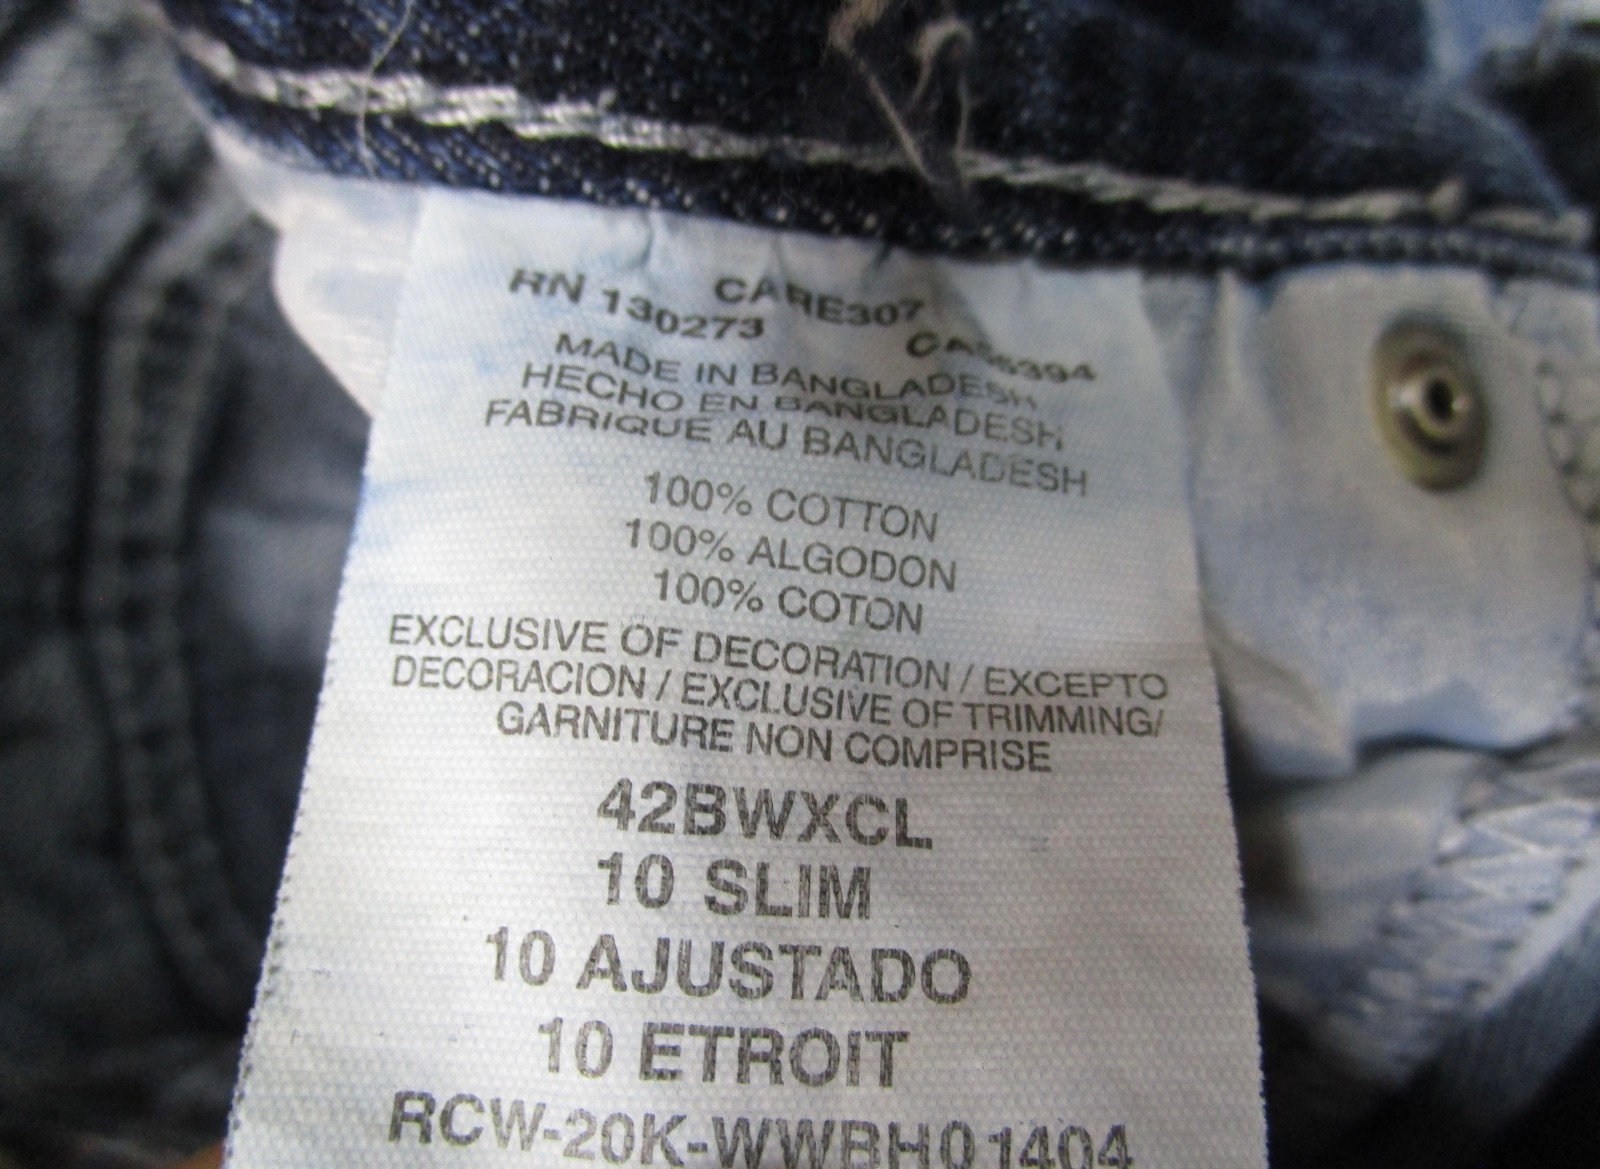 CARE307
RN 130273
MADE IN BANGLADESH
HECHO EN BANGLADESH
FABRIQUE AU BANGLADESH
100% COTTON
100% ALGODON
100% COTON
EXCLUSIVE OF DECORATION / EXCEPTO
DECORACION / EXCLUSIVE OF TRIMMING/
GARNITURE NON COMPRISE
42BWXCL
10 SLIM
10 AJUSTADO
10 ETROIT
RCW-20K-WWBH01404